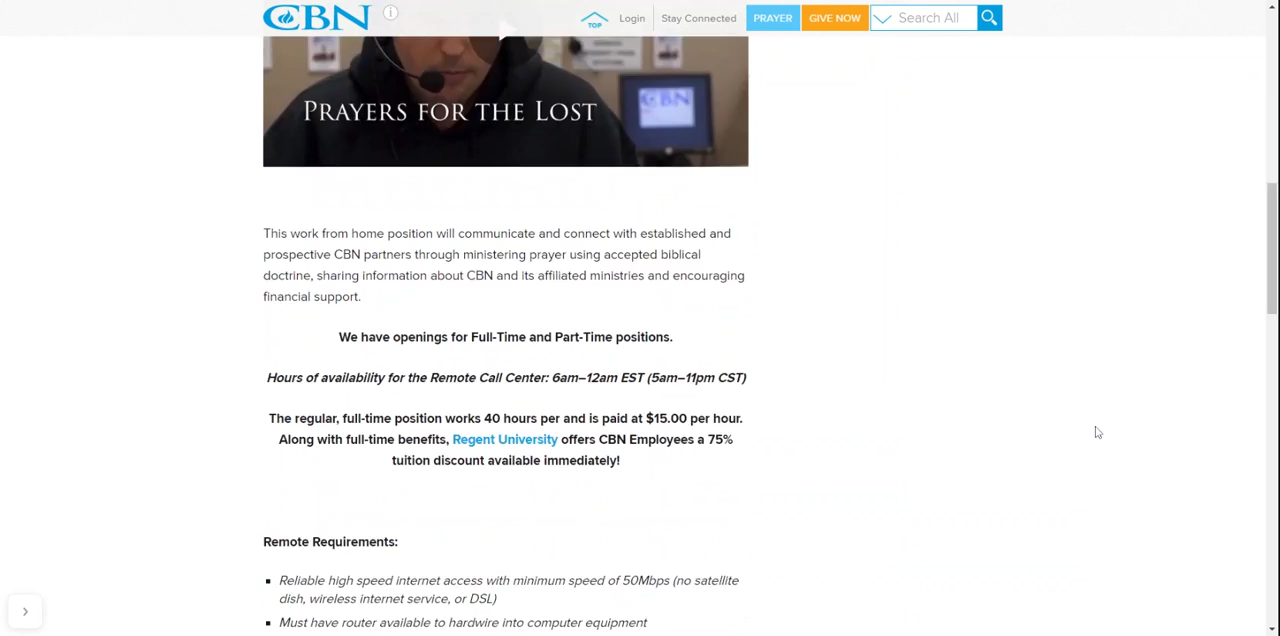 CBN
TOP
Login
Stay Connected
PRAYER
GIVE NOW
Search All
CBN
PRAYERS FOR THE LOST
This work from home position will communicate and connect with established and
prospective CBN partners through ministering prayer using accepted biblical
doctrine, sharing information about CBN and its affiliated ministries and encouraging
financial support.
We have openings for Full-Time and Part-Time positions.
Hours of availability for the Remote Call Center: 6am–12am EST (5am–11pm CST)
The regular, full-time position works 40 hours per and is paid at $15.00 per hour.
Along with full-time benefits, Regent University offers CBN Employees a 75%
tuition discount available immediately!
Remote Requirements:
Reliable high speed internet access with minimum speed of 50Mbps (no satellite
dish, wireless internet service, or DSL)
Must have router available to hardwire into computer equipment